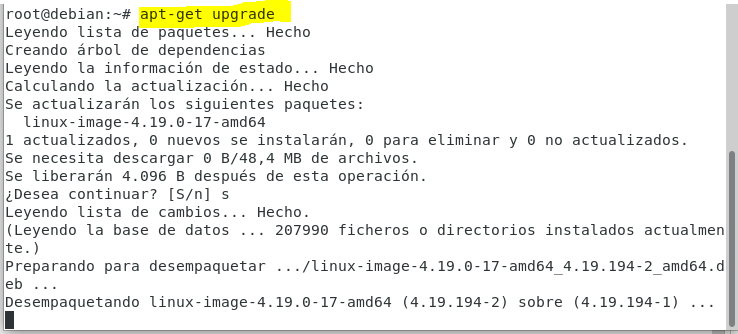 root@debian:~# apt-get upgrade
Leyendo lista de paquetes... Hecho
Creando árbol de dependencias
Leyendo la información de estado... Hecho
Calculando la actualización... Hecho
Se actualizarán los siguientes paquetes:
  linux-image-4.19.0-17-amd64
1 actualizados, 0 nuevos se instalarán, 0 para eliminar y 0 no actualizados.
Se necesita descargar 0 B/48,4 MB de archivos.
Se liberarán 4.096 B después de esta operación.
¿Desea continuar? [S/n] s
Leyendo lista de cambios... Hecho.
(Leyendo la base de datos ... 207990 ficheros o directorios instalados actualmen
te.)
Preparando para desempaquetar .../linux-image-4.19.0-17-amd64_4.19.194-2_amd64.d
eb ...
Desempaquetando linux-image-4.19.0-17-amd64 (4.19.194-2) sobre (4.19.194-1) ...